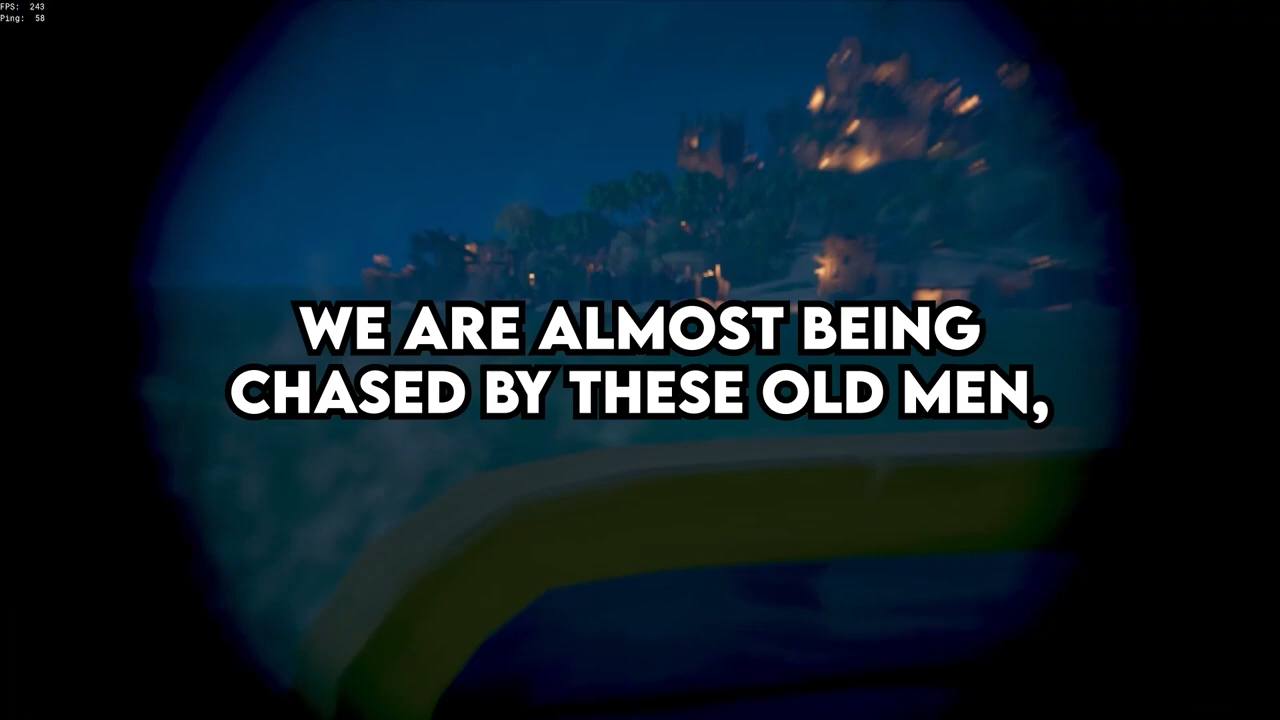 FPS: 243
Ping: 58
WE ARE ALMOST BEING
CHASED BY THESE OLD MEN,